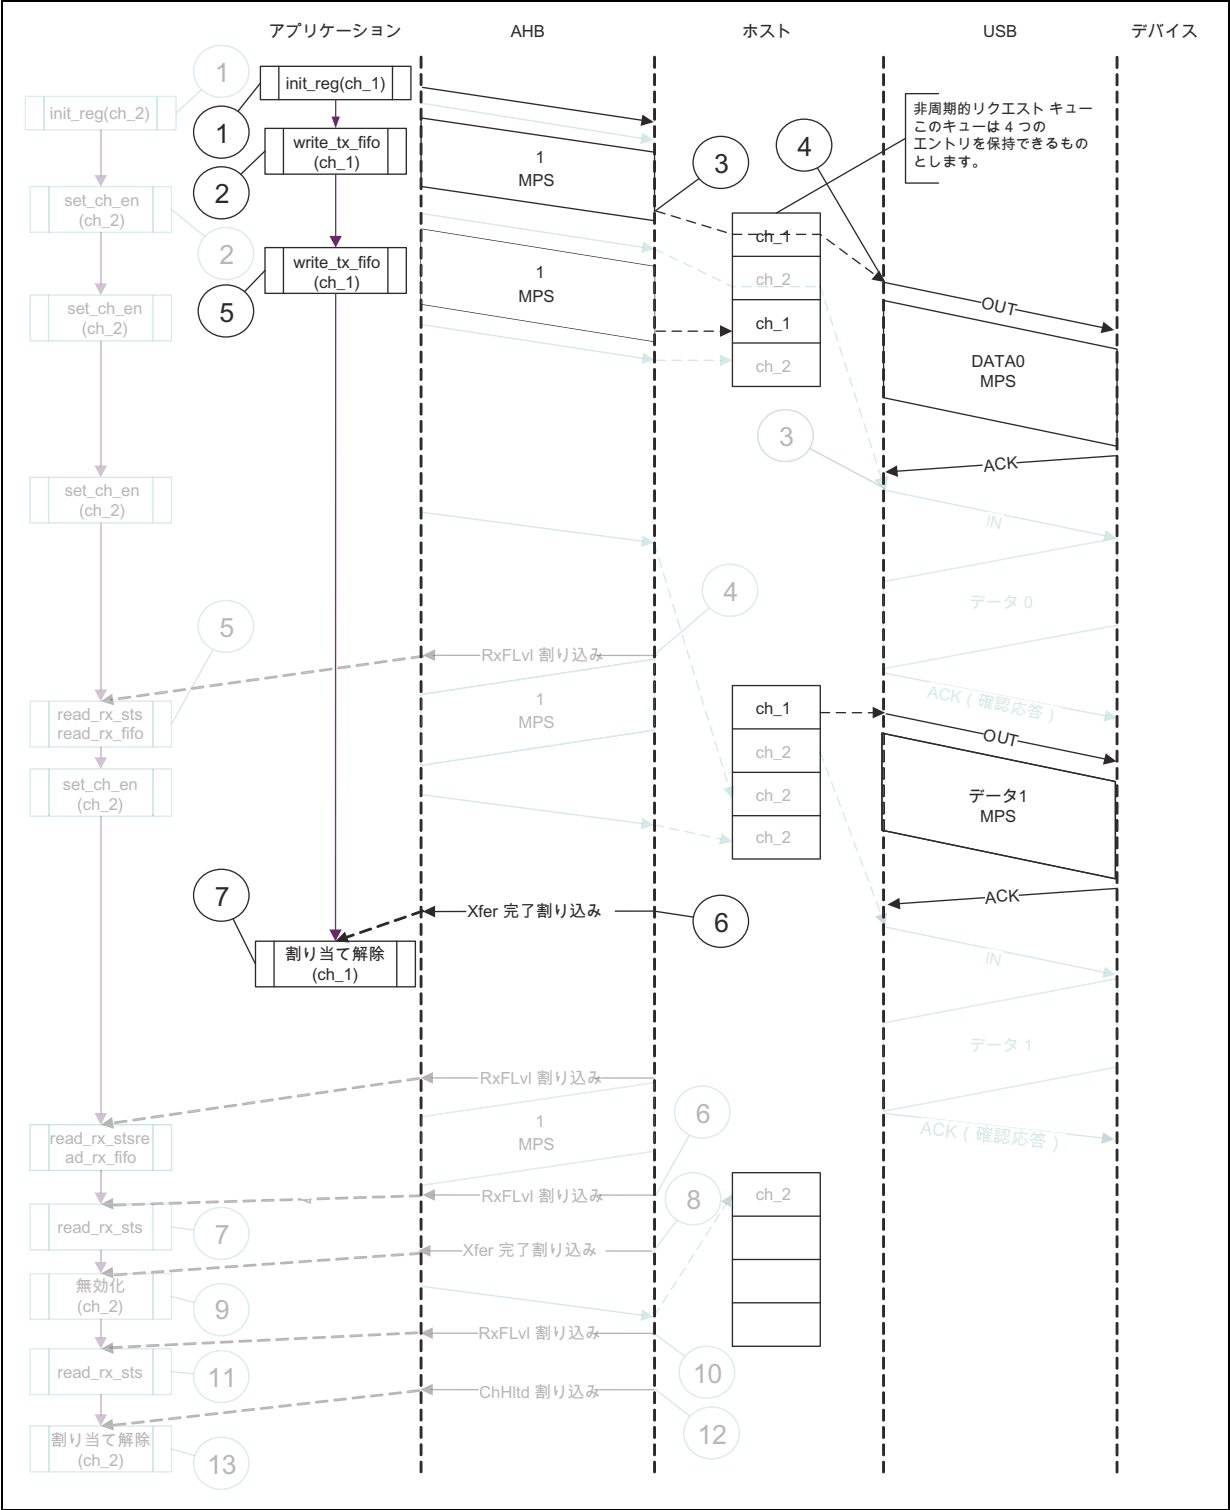 アプリケーション
AHB
ホスト
USB
デバイス
1
init_reg(ch_1)
init_reg(ch_2)
1
非周期的リクエスト キュー
このキューは 4 つの
エントリを保持できるもの
とします。
write_tx_fifo
(ch_1)
1
MPS
3
4
2
set_ch_en
(ch_2)
2
ch_1
write_tx_fifo
(ch_1)
1
MPS
ch_2
5
set_ch_en
(ch_2)
ch_1
OUT
ch_2
DATA0
MPS
3
ACK
set_ch_en
(ch_2)
IN
4
データ 0
5
RxFLvl 割り込み
ACK ( 確認応答 )
read_rx_sts
read_rx_fifo
1
MPS
ch_1
OUT
ch_2
set_ch_en
(ch_2)
ch_2
データ1
MPS
ch_2
7
ACK
Xfer 完了割り込み
6
割り当て解除
(ch_1)
IN
データ 1
RxFLvl 割り込み
6
read_rx_stsre
ad_rx_fifo
1
MPS
ACK ( 確認応答 )
RxFLvl 割り込み
8
ch_2
read_rx_sts
7
Xfer 完了割り込み
無効化
(ch_2)
9
RxFLvl 割り込み
read_rx_sts
11
10
ChHltd 割り込み
12
割り当て解除
(ch_2)
13